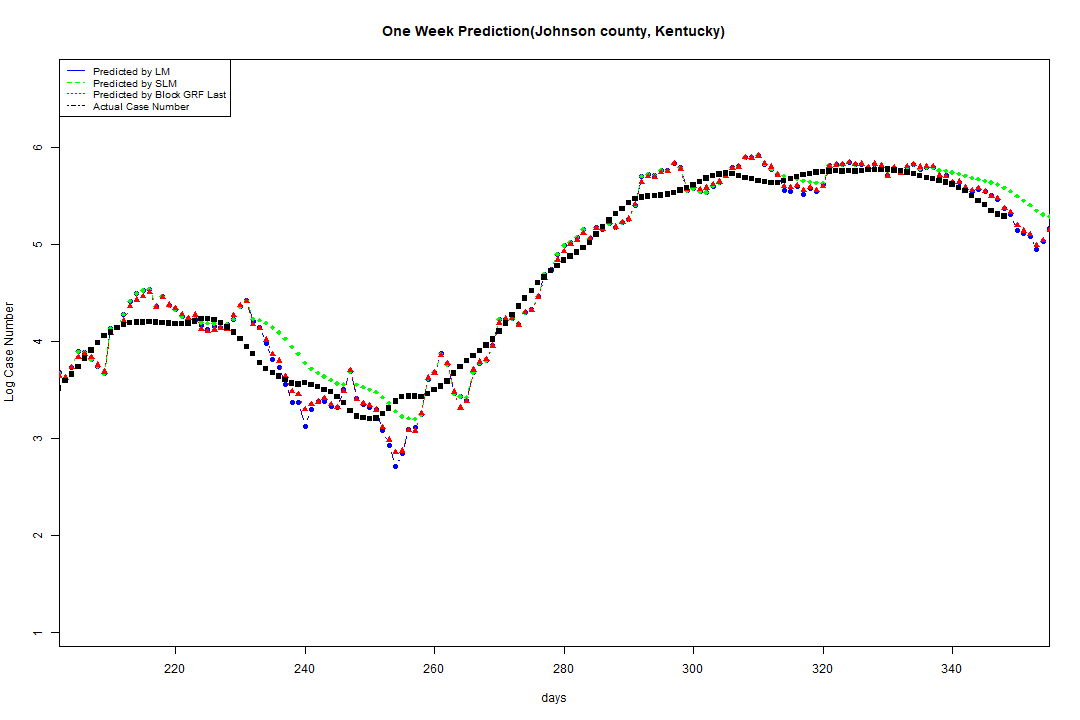 One Week Prediction(Johnson county, Kentucky)
Predicted by LM
Predicted by SLM
Predicted by Block GRF Last
Actual Case Number
6
5
4
3
2
1
Log Case Number
220 240 260 280 300 320 340
days